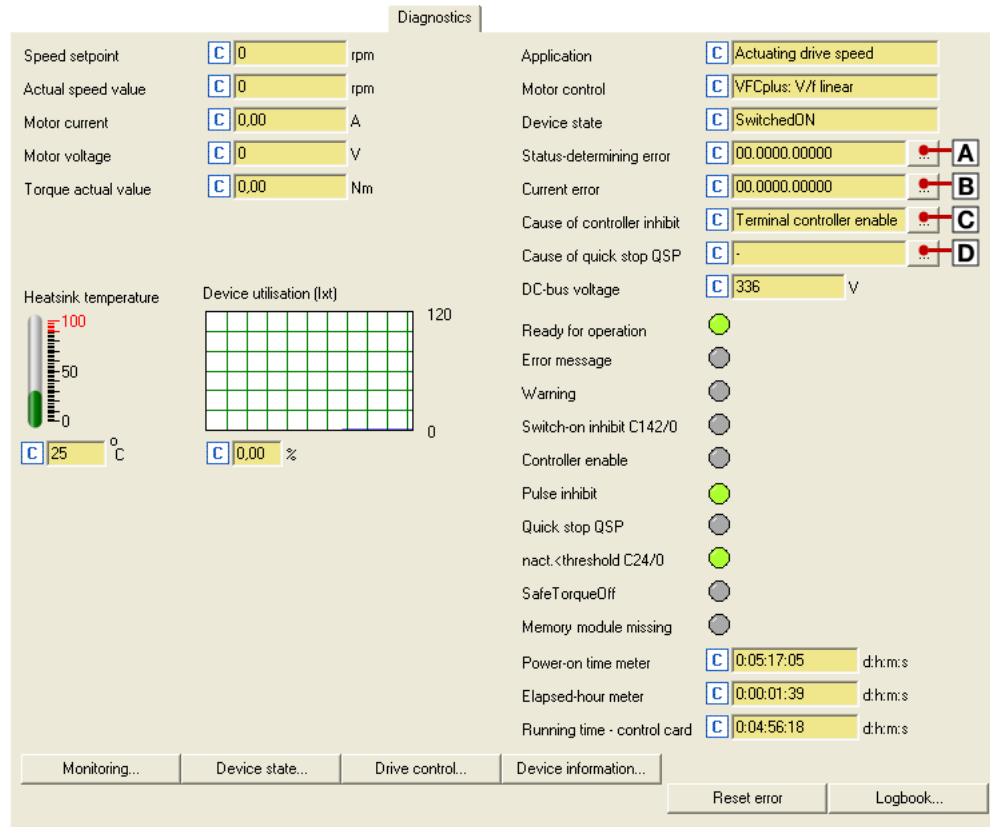 Diagnostics
Speed setpoint C 0 rpm
Actual speed value C 0 rpm
Motor current C 0,00 A
Motor voltage C 0 V
Torque actual value C 0,00 Nm
Heatsink temperature
100
50
0
C 25 °C
Device utilisation (Ixt)
120
0
C 0,00 %
Application C Actuating drive speed
Motor control C VFCplus: V/f linear
Device state C SwitchedON
Status-determining error C 00.0000.00000 ... A
Current error C 00.0000.00000 ... B
Cause of controller inhibit C Terminal controller enable ... C
Cause of quick stop QSP C - ... D
DC-bus voltage C 336 V
Ready for operation
Error message
Warning
Switch-on inhibit C142/0
Controller enable
Pulse inhibit
Quick stop QSP
nact.<threshold C24/0
SafeTorqueOff
Memory module missing
Power-on time meter C 0:05:17:05 d:h:m:s
Elapsed-hour meter C 0:00:01:39 d:h:m:s
Running time - control card C 0:04:56:18 d:h:m:s
Monitoring... Device state... Drive control... Device information...
Reset error Logbook...